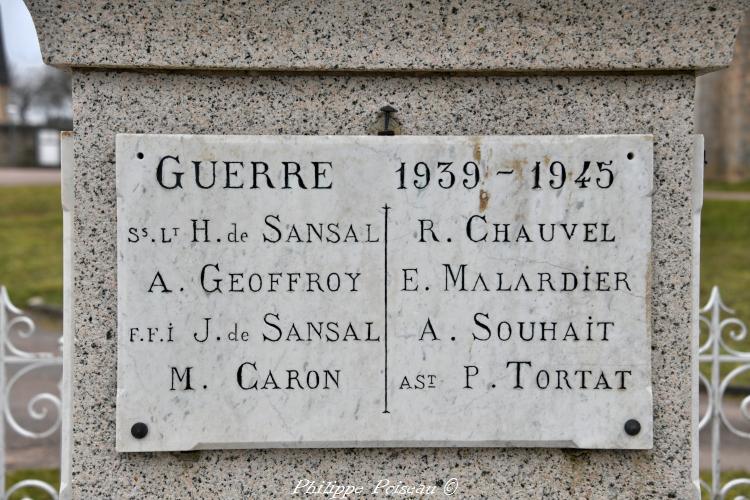 GUERRE 1939-1945
Ss.LT H. de SANSAL
A. GEOFFROY
F.F.i J. de SANSAL
M. CARON
R. CHAUVEL
E. MALARDiER
A. SOUHAiT
AST P. TORTAT
Philippe Poiseau ©